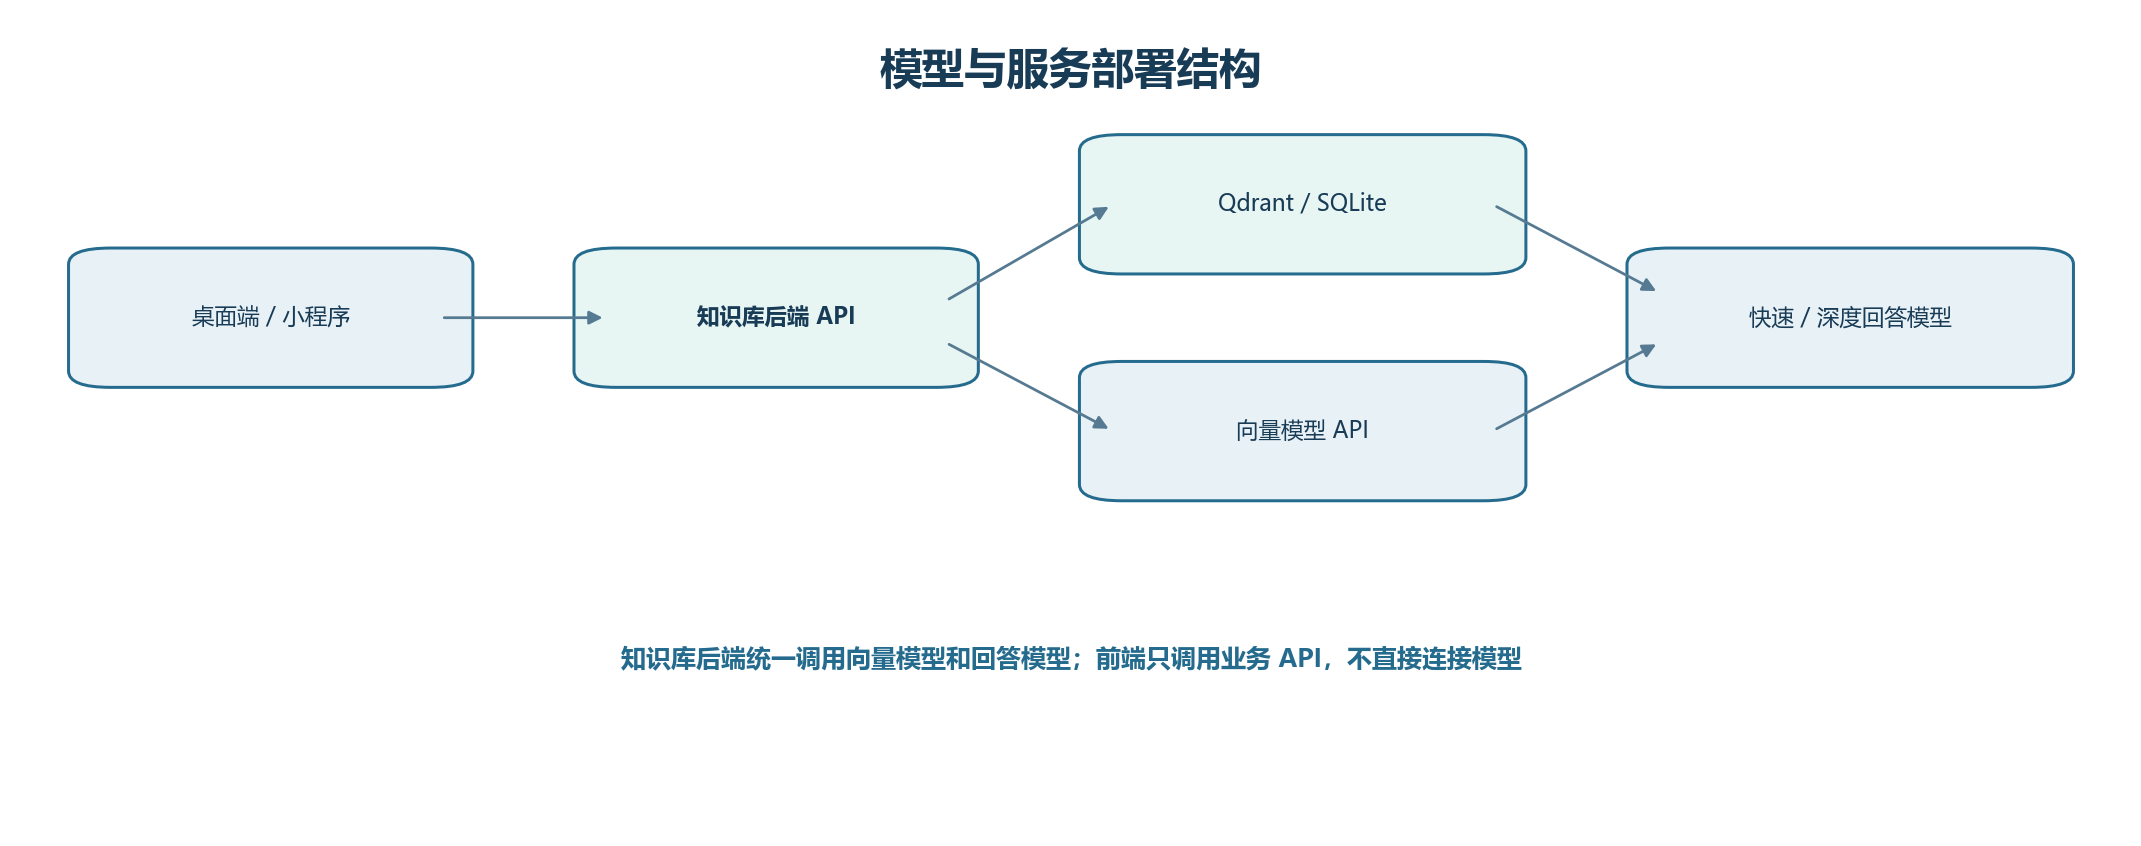 模型与服务部署结构
Qdrant / SQLite
桌面端 / 小程序
知识库后端 API
快速 / 深度回答模型
向量模型 API
知识库后端统一调用向量模型和回答模型；前端只调用业务 API，不直接连接模型